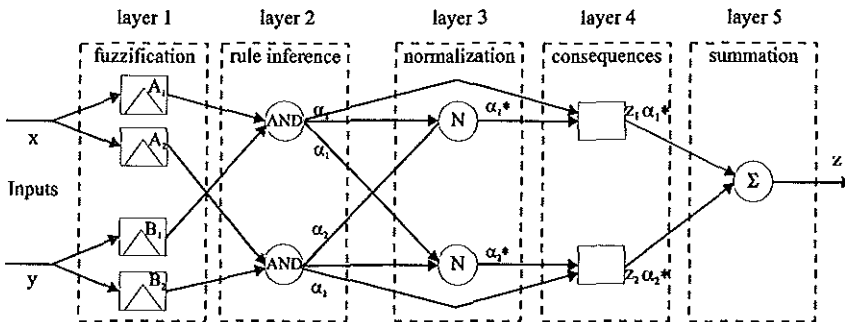 layer 1 layer 2 layer 3 layer 4 layer 5
fuzzification rule inference normalization consequences summation
x
Inputs
y
A₁
A₂
B₁
B₂
AND
AND
α₁
α₁
α₂
α₂
N
N
α₁*
α₂*
z₁α₁*
z₂α₂*
Σ
z